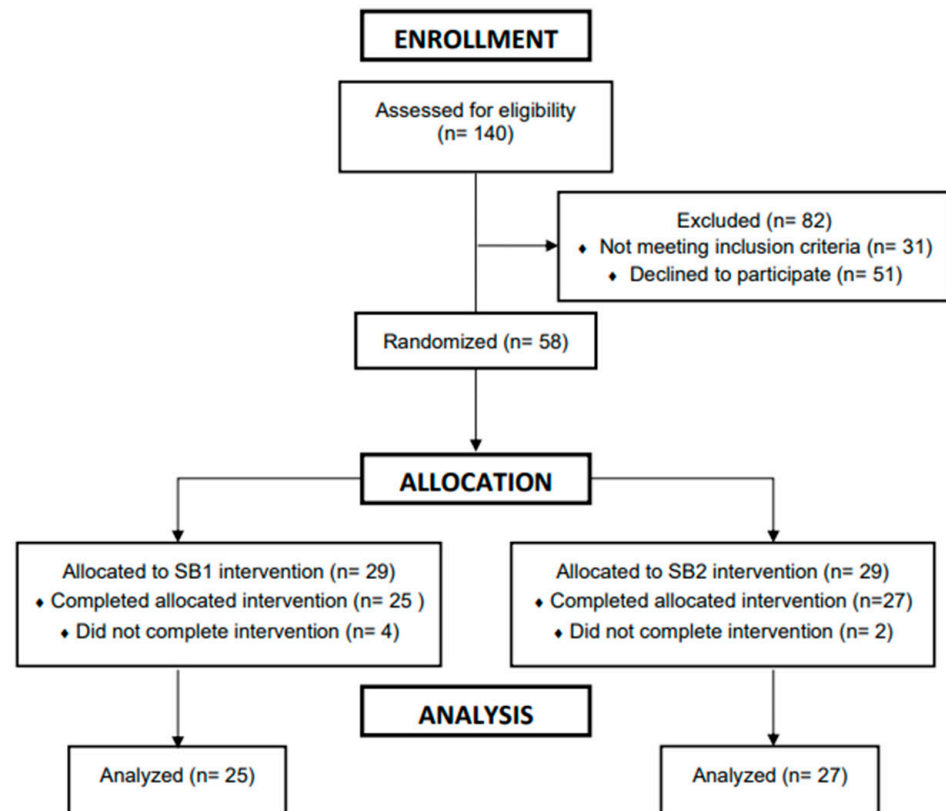 ENROLLMENT
Assessed for eligibility
(n= 140)
Excluded (n= 82)
♦ Not meeting inclusion criteria (n= 31)
♦ Declined to participate (n= 51)
Randomized (n= 58)
ALLOCATION
Allocated to SB1 intervention (n= 29)
♦ Completed allocated intervention (n= 25 )
♦ Did not complete intervention (n= 4)
Allocated to SB2 intervention (n= 29)
♦ Completed allocated intervention (n=27)
♦ Did not complete intervention (n= 2)
ANALYSIS
Analyzed (n= 25)
Analyzed (n= 27)